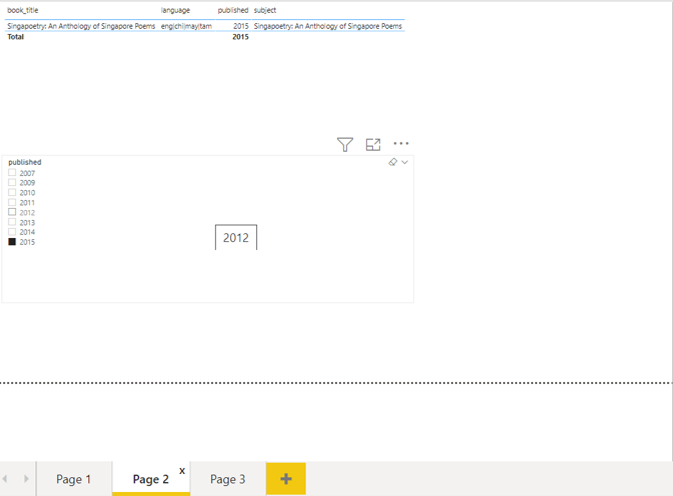 book_title language published subject
Singapoetry: An Anthology of Singapore Poems eng|chi|may|tam 2015 Singapoetry: An Anthology of Singapore Poems
Total 2015
published
2007
2009
2010
2011
2012
2013
2014
2015
2012
Page 1 Page 2 x Page 3 +